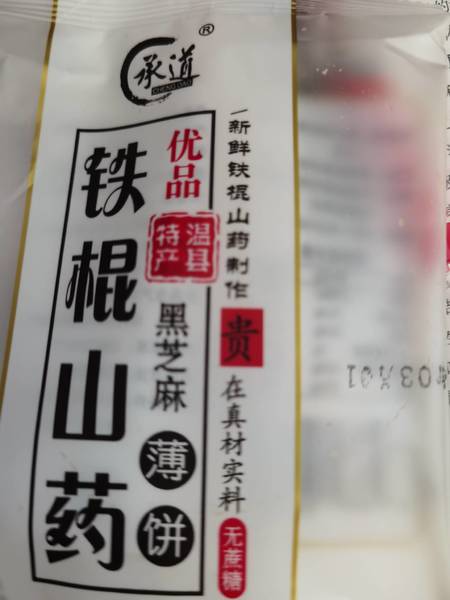 承道
®
CHENG DAO
优品
铁棍山药
温县
特产
黑芝麻
薄饼
新鲜铁棍山药制作
贵
在真材实料
无蔗糖